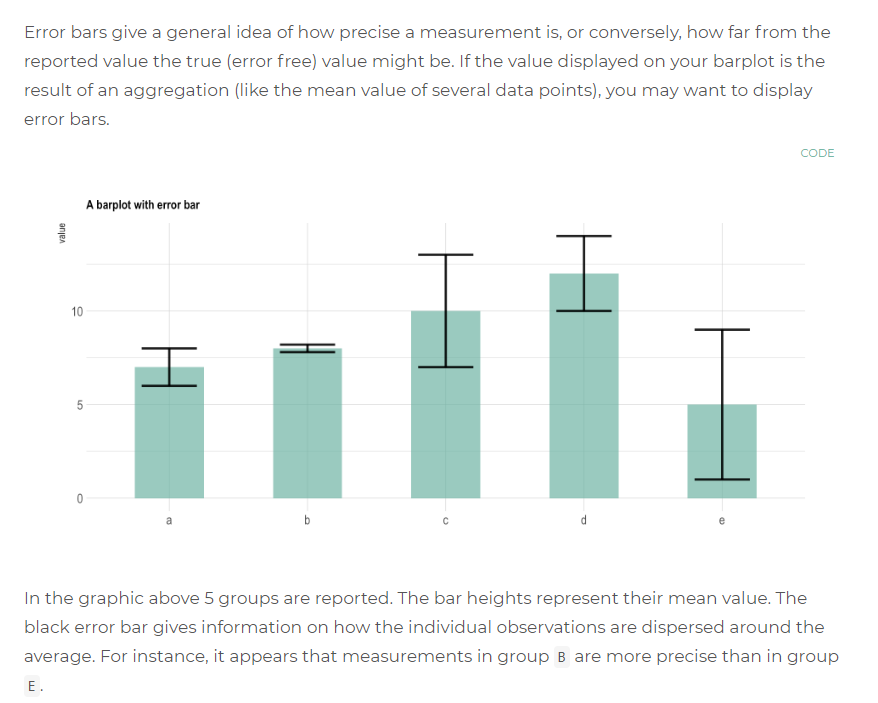 Error bars give a general idea of how precise a measurement is, or conversely, how far from the
reported value the true (error free) value might be. If the value displayed on your barplot is the
result of an aggregation (like the mean value of several data points), you may want to display
error bars.
CODE
A barplot with error bar
value
10
5
0
a b c d e
In the graphic above 5 groups are reported. The bar heights represent their mean value. The
black error bar gives information on how the individual observations are dispersed around the
average. For instance, it appears that measurements in group B are more precise than in group
E.